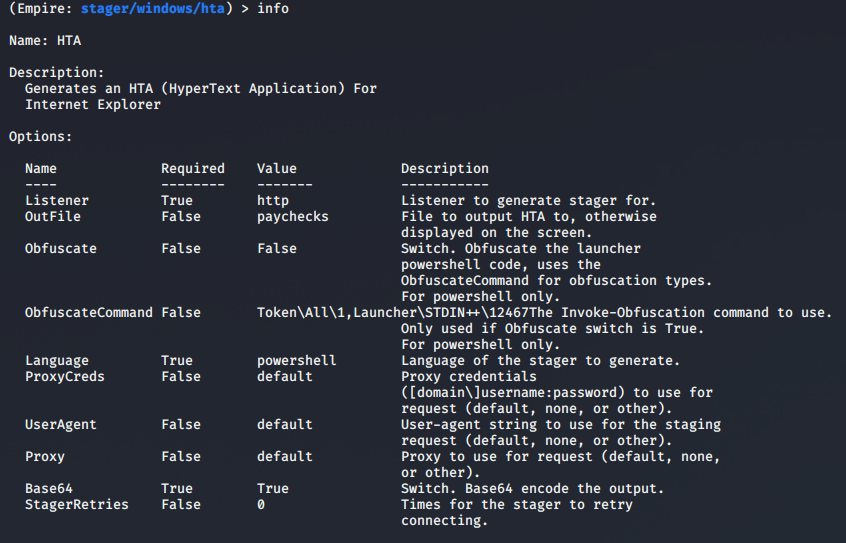 (Empire: stager/windows/hta) > info
Name: HTA
Description:
Generates an HTA (HyperText Application) For
Internet Explorer
Options:
Name Required Value Description
---- -------- ------- -----------
Listener True http Listener to generate stager for.
OutFile False paychecks File to output HTA to, otherwise
displayed on the screen.
Obfuscate False False Switch. Obfuscate the launcher
powershell code, uses the
ObfuscateCommand for obfuscation types.
For powershell only.
ObfuscateCommand False Token\All\1,Launcher\STDIN++\12467The Invoke-Obfuscation command to use.
Only used if Obfuscate switch is True.
For powershell only.
Language True powershell Language of the stager to generate.
ProxyCreds False default Proxy credentials
([domain\]username:password) to use for
request (default, none, or other).
UserAgent False default User-agent string to use for the staging
request (default, none, or other).
Proxy False default Proxy to use for request (default, none,
or other).
Base64 True True Switch. Base64 encode the output.
StagerRetries False 0 Times for the stager to retry
connecting.